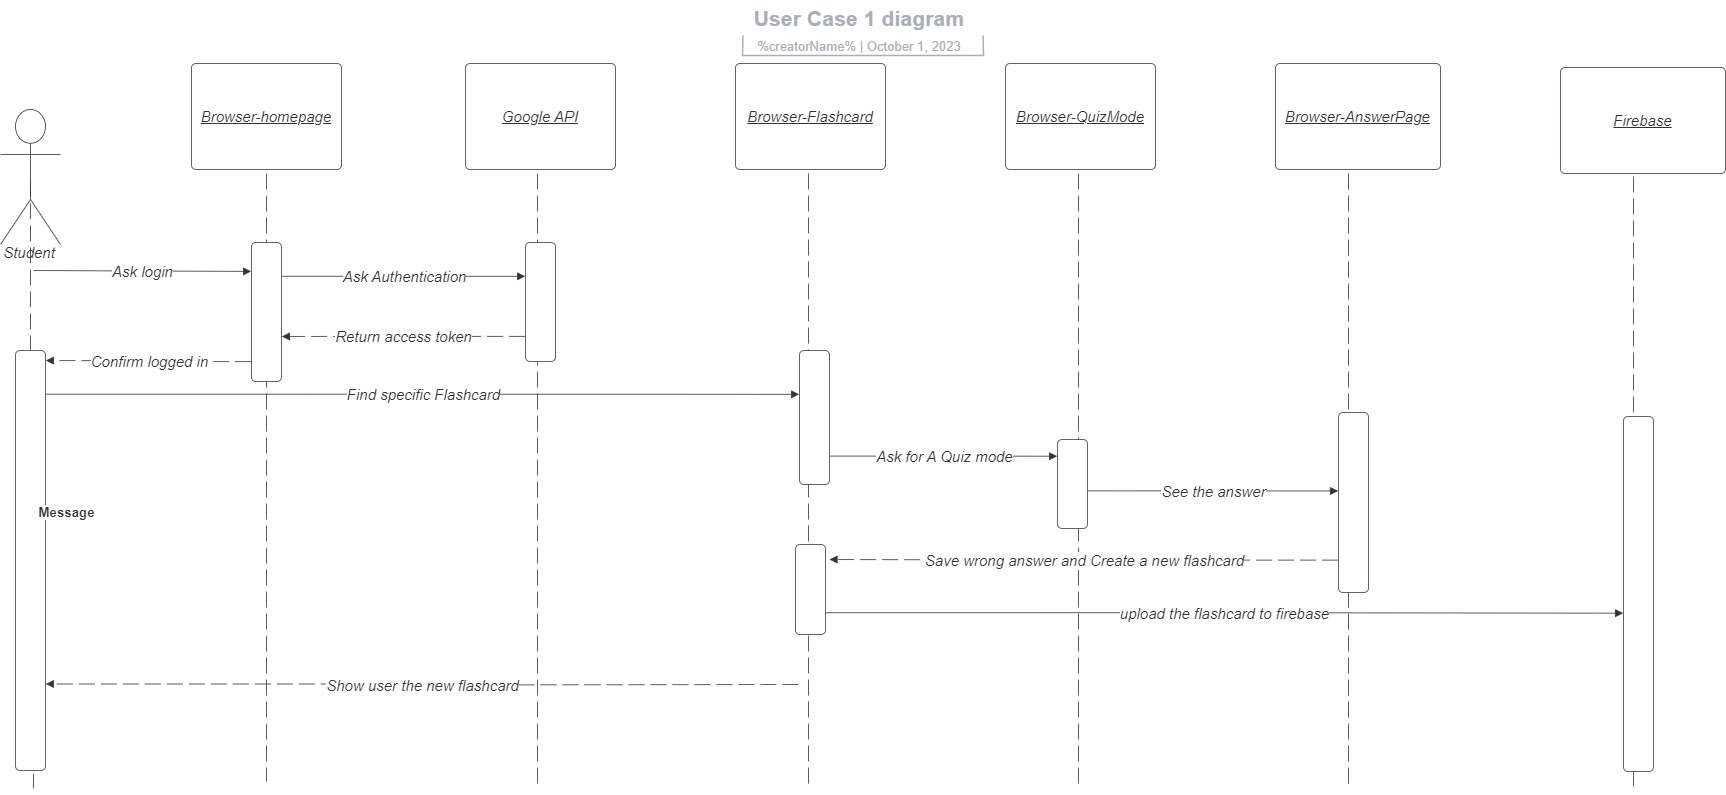 User Case 1 diagram
%creatorName% | October 1, 2023
Browser-homepage
Google API
Browser-Flashcard
Browser-QuizMode
Browser-AnswerPage
Firebase
Student
Ask login
Ask Authentication
Return access token
Confirm logged in
Find specific Flashcard
Ask for A Quiz mode
See the answer
Message
Save wrong answer and Create a new flashcard
upload the flashcard to firebase
Show user the new flashcard